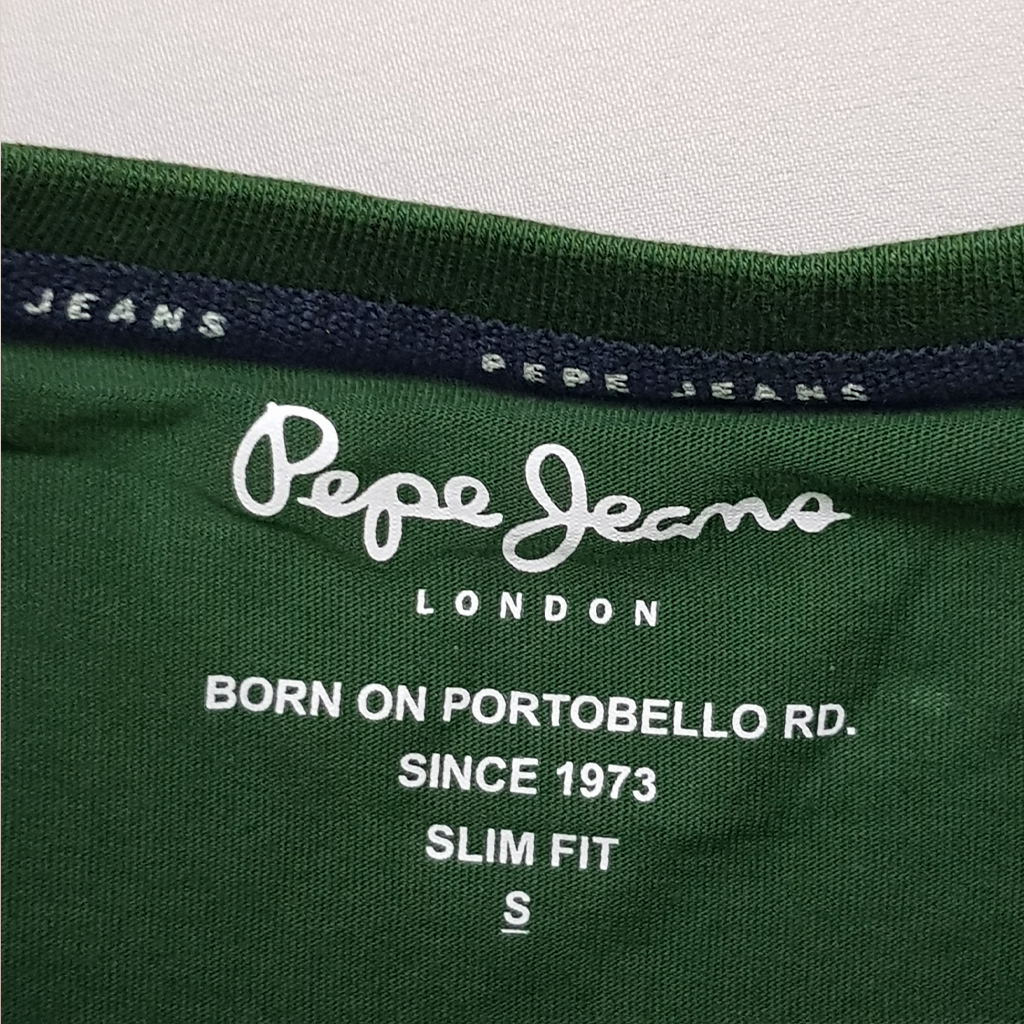 JEANS
PEPE JEANS
Pepe Jeans
LONDON
BORN ON PORTOBELLO RD.
SINCE 1973
SLIM FIT
S